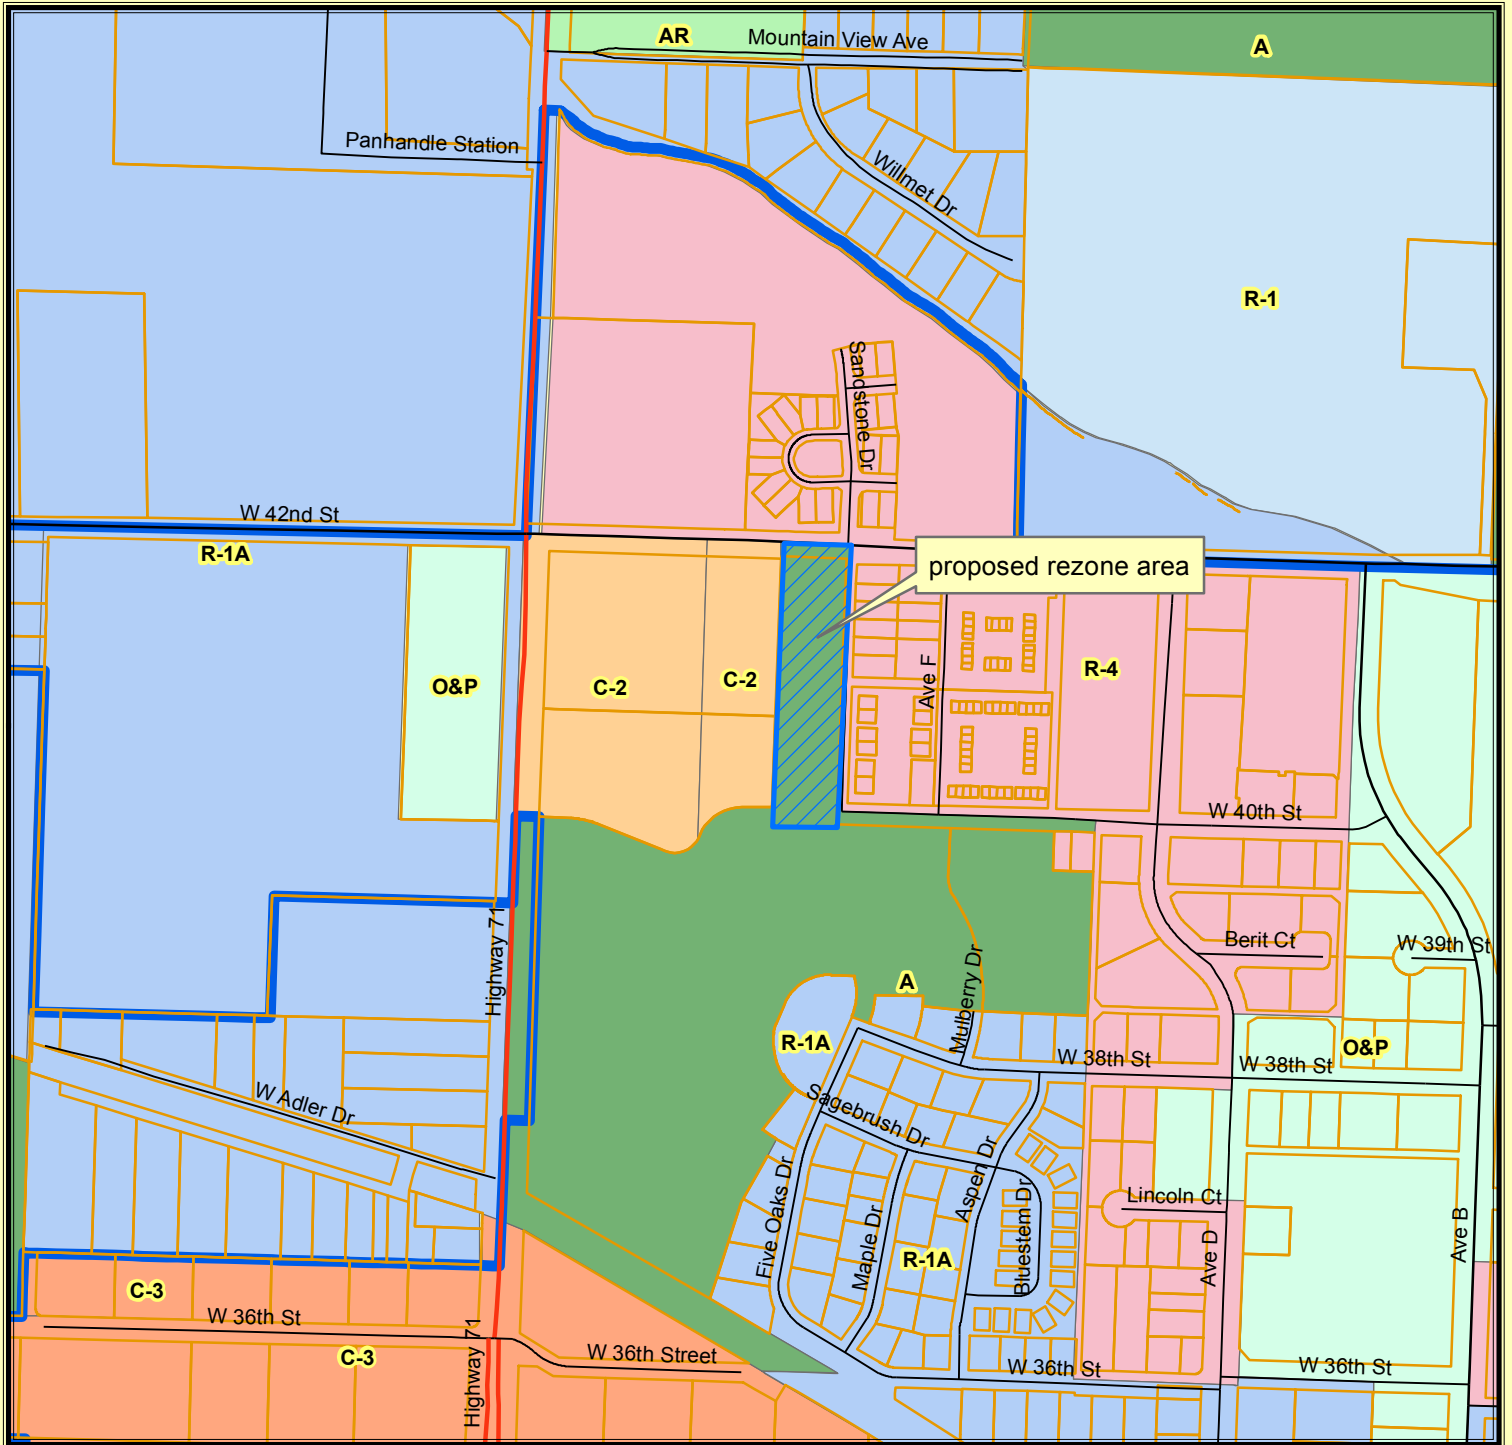 AR
Mountain View Ave
A
Panhandle Station
Willmet Dr
R-1
Sandstone Dr
W 42nd St
R-1A
proposed rezone area
O&P
C-2
C-2
Ave F
R-4
W 40th St
Highway 71
Berit Ct
W 39th St
A
Mulberry Dr
R-1A
W 38th St
W 38th St
O&P
W Adler Dr
Sagebrush Dr
Aspen Dr
Five Oaks Dr
Maple Dr
Bluestem Dr
Lincoln Ct
Ave D
Ave B
R-1A
C-3
W 36th St
C-3
Highway 71
W 36th Street
W 36th St
W 36th St